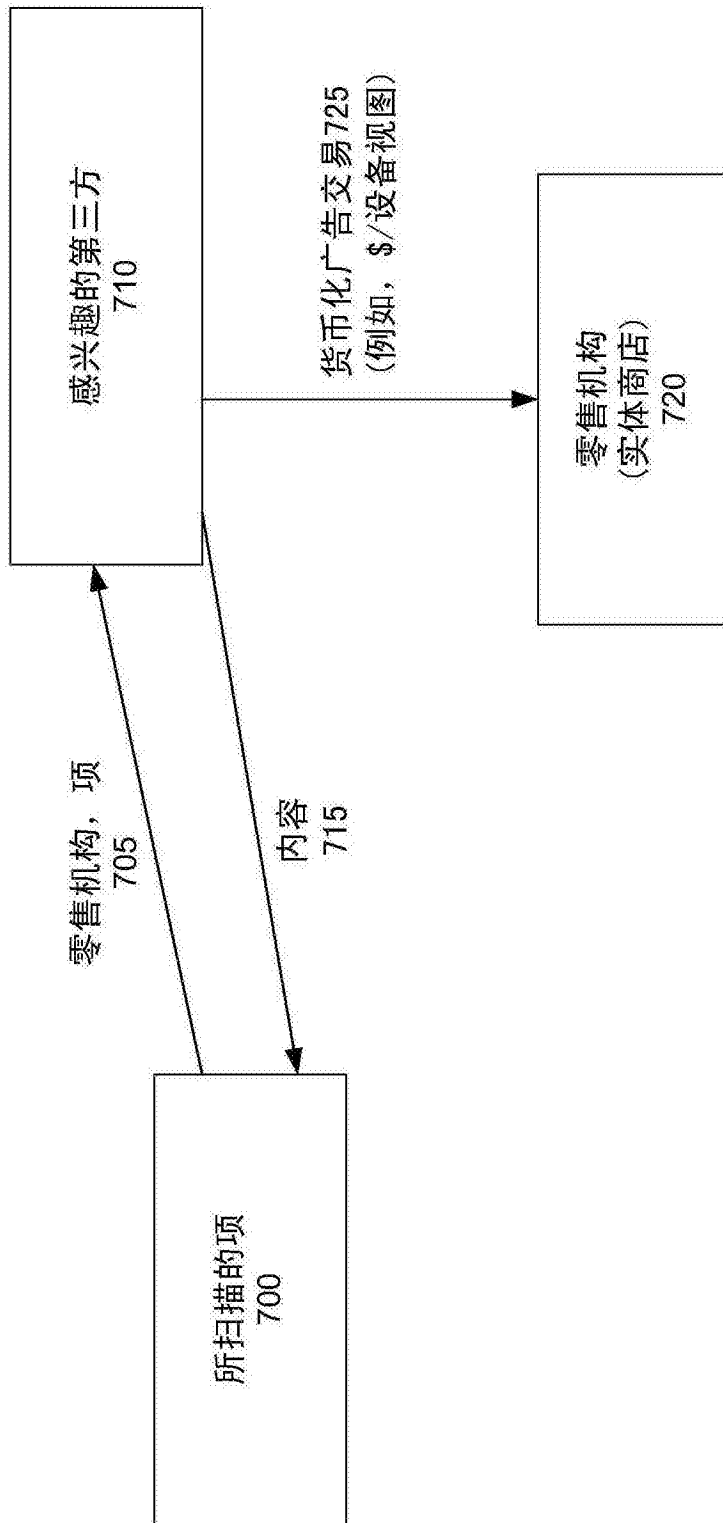 所扫描的项
700
零售机构，项
705
内容
715
感兴趣的第三方
710
货币化广告交易725
(例如，$/设备视图)
零售机构
(实体商店)
720